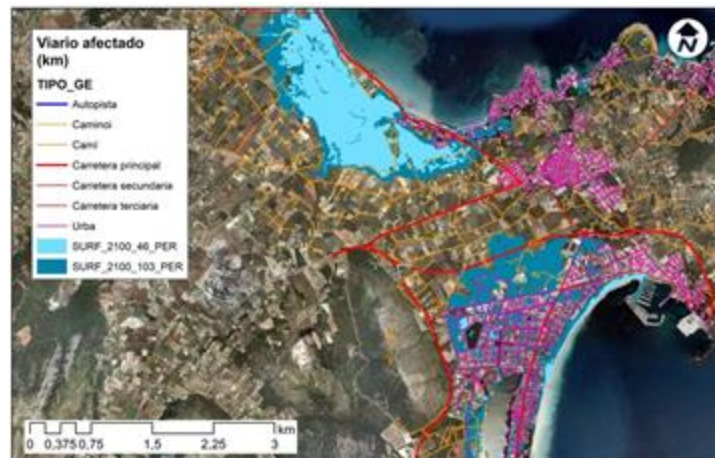 Viario afectado
(km)
TIPO_GE
Autopista
Caminoi
Camí
Carretera principal
Carretera secundaria
Carretera terciaria
Urba
SURF_2100_46_PER
SURF_2100_103_PER
N
km
0 0,375 0,75 1,5 2,25 3